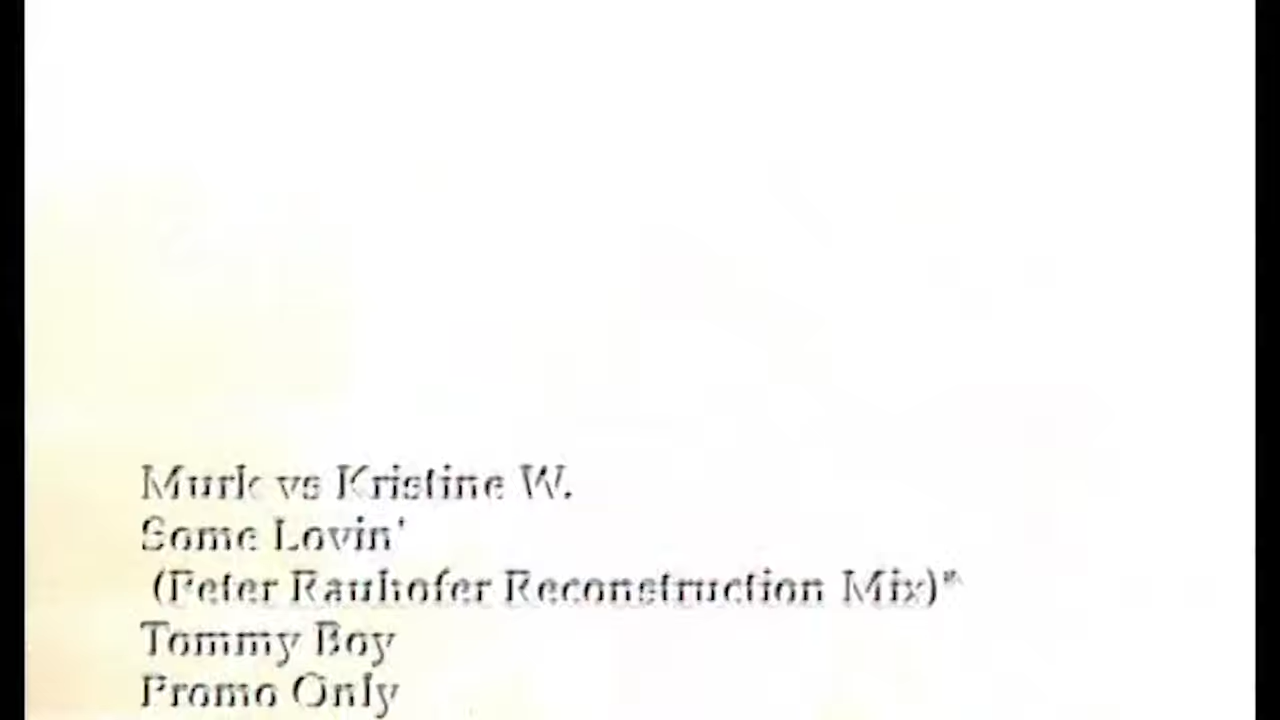 Murk vs Kristine W.
Some Lovin'
(Peter Rauhofer Reconstruction Mix)"
Tommy Boy
Promo Only